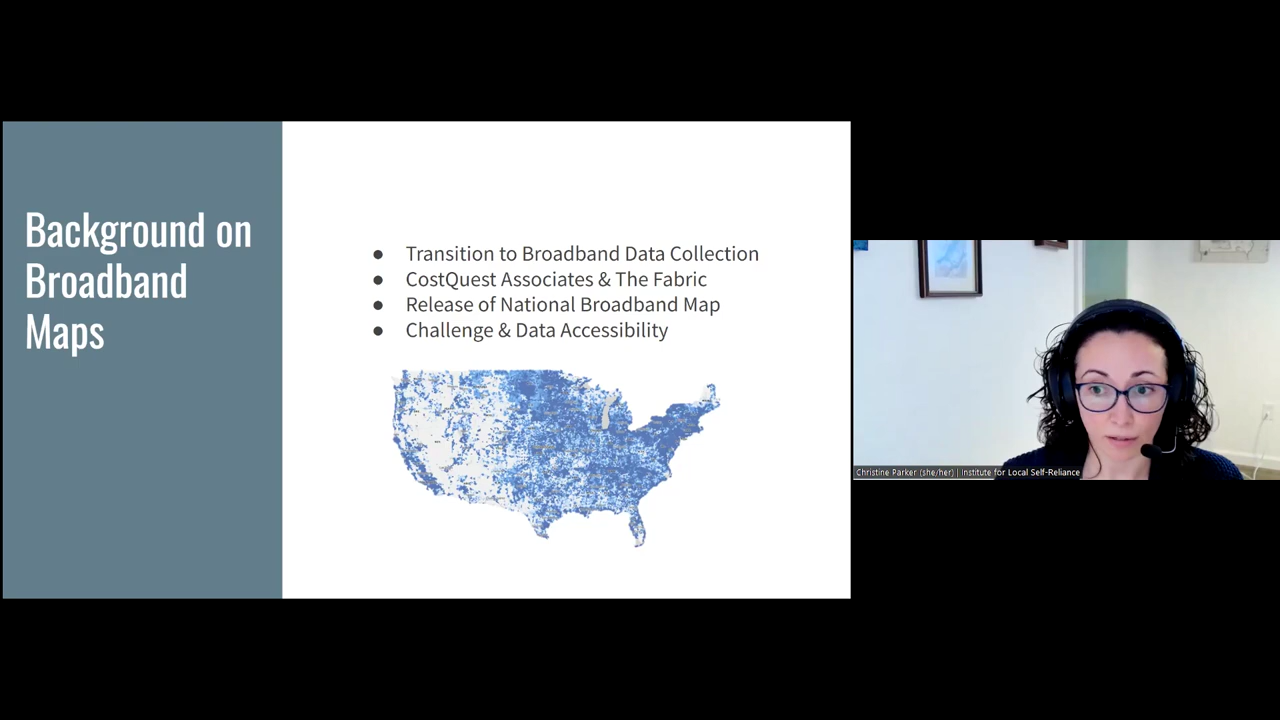 Background on
Broadband
Maps
● Transition to Broadband Data Collection
● CostQuest Associates & The Fabric
● Release of National Broadband Map
● Challenge & Data Accessibility
Christine Parker (she/her) | Institute for Local Self-Reliance